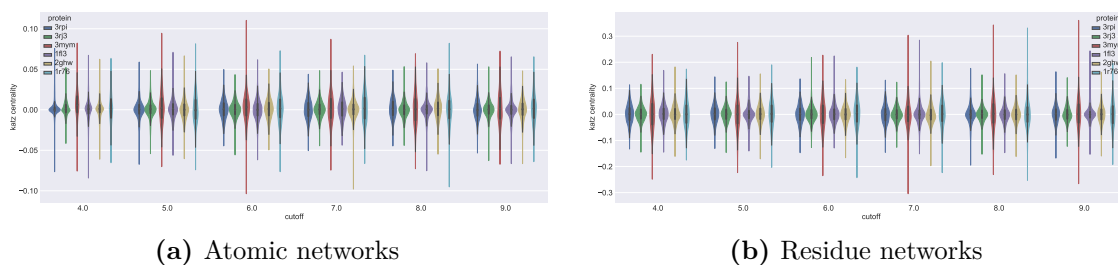 protein
3rpi
3rj3
3mym
1fl3
2ghw
1r76
0.10
0.05
0.00
−0.05
−0.10
katz centrality
4.0 5.0 6.0 7.0 8.0 9.0
cutoff
(a) Atomic networks
protein
3rpi
3rj3
3mym
1fl3
2ghw
1r76
0.3
0.2
0.1
0.0
−0.1
−0.2
−0.3
katz centrality
4.0 5.0 6.0 7.0 8.0 9.0
cutoff
(b) Residue networks